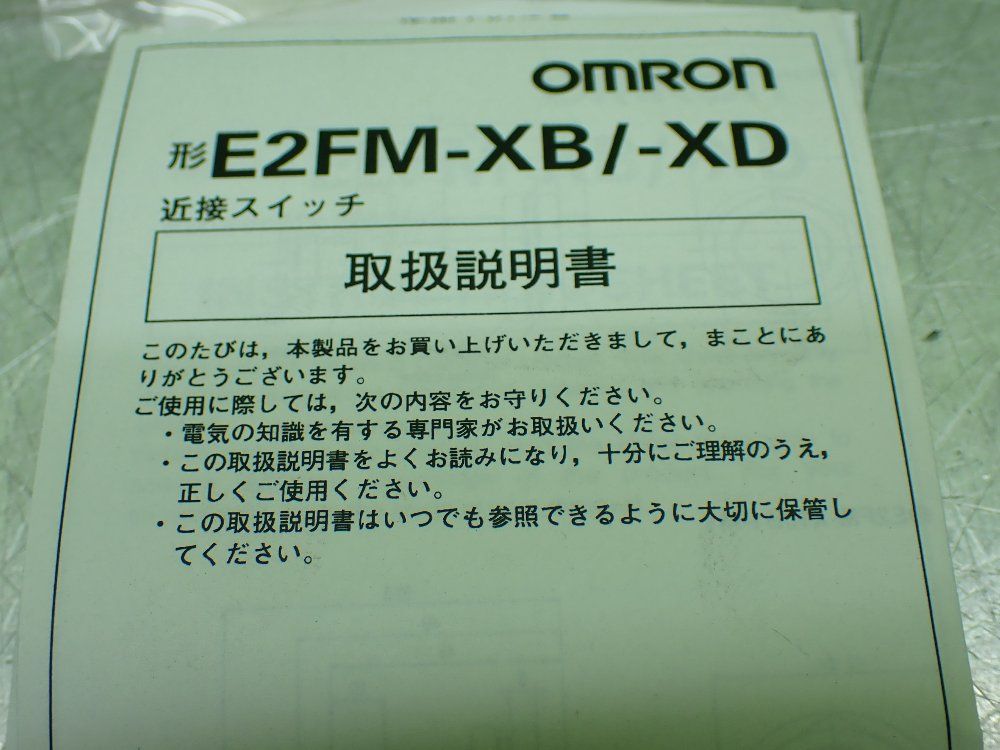 OMRON
形E2FM-XB/-XD
近接スイッチ
取扱説明書
このたびは，本製品をお買い上げいただきまして，まことにあ
りがとうございます。
ご使用に際しては，次の内容をお守りください。
・電気の知識を有する専門家がお取扱いください。
・この取扱説明書をよくお読みになり，十分にご理解のうえ，
正しくご使用ください。
・この取扱説明書はいつでも参照できるように大切に保管し
てください。